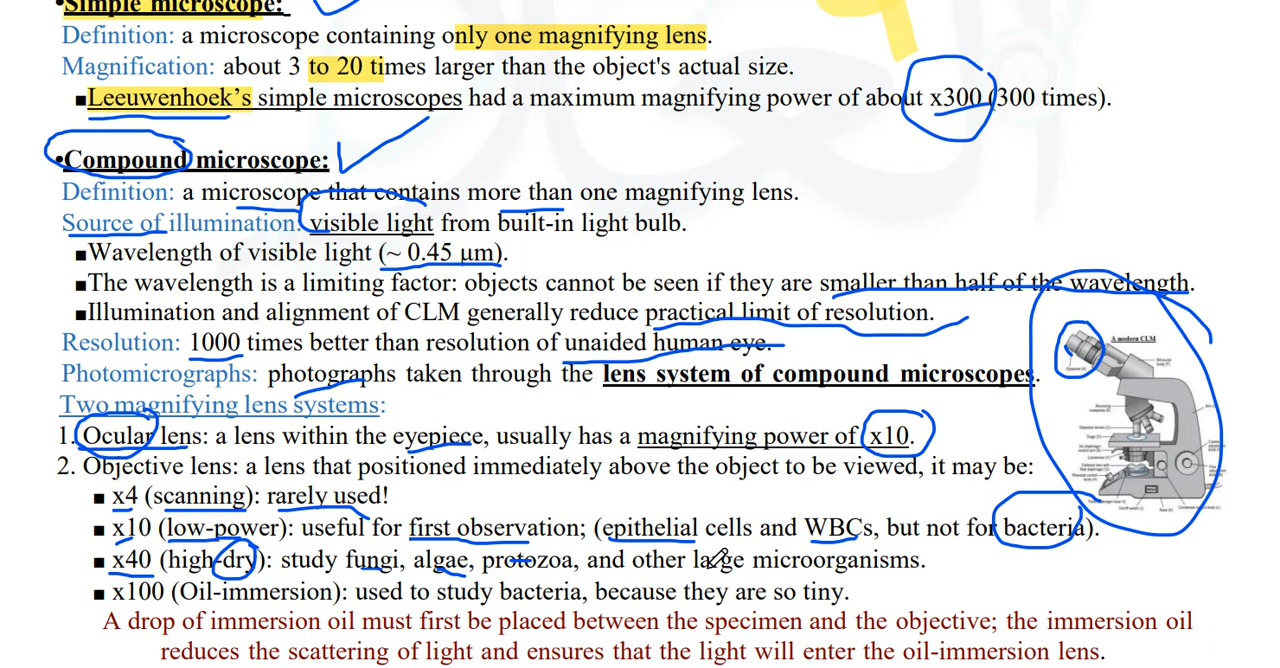 •Simple microscope:
Definition: a microscope containing only one magnifying lens.
Magnification: about 3 to 20 times larger than the object's actual size.
■Leeuwenhoek’s simple microscopes had a maximum magnifying power of about x300 (300 times).
•Compound microscope:
Definition: a microscope that contains more than one magnifying lens.
Source of illumination: visible light from built-in light bulb.
■Wavelength of visible light (~ 0.45 µm).
■The wavelength is a limiting factor: objects cannot be seen if they are smaller than half of the wavelength.
■Illumination and alignment of CLM generally reduce practical limit of resolution.
Resolution: 1000 times better than resolution of unaided human eye.
Photomicrographs: photographs taken through the lens system of compound microscopes.
Two magnifying lens systems:
1. Ocular lens: a lens within the eyepiece, usually has a magnifying power of x10.
2. Objective lens: a lens that positioned immediately above the object to be viewed, it may be:
■ x4 (scanning): rarely used!
■ x10 (low-power): useful for first observation; (epithelial cells and WBCs, but not for bacteria).
■ x40 (high-dry): study fungi, algae, protozoa, and other large microorganisms.
■ x100 (Oil-immersion): used to study bacteria, because they are so tiny.
A drop of immersion oil must first be placed between the specimen and the objective; the immersion oil
reduces the scattering of light and ensures that the light will enter the oil-immersion lens.
A modern CLM